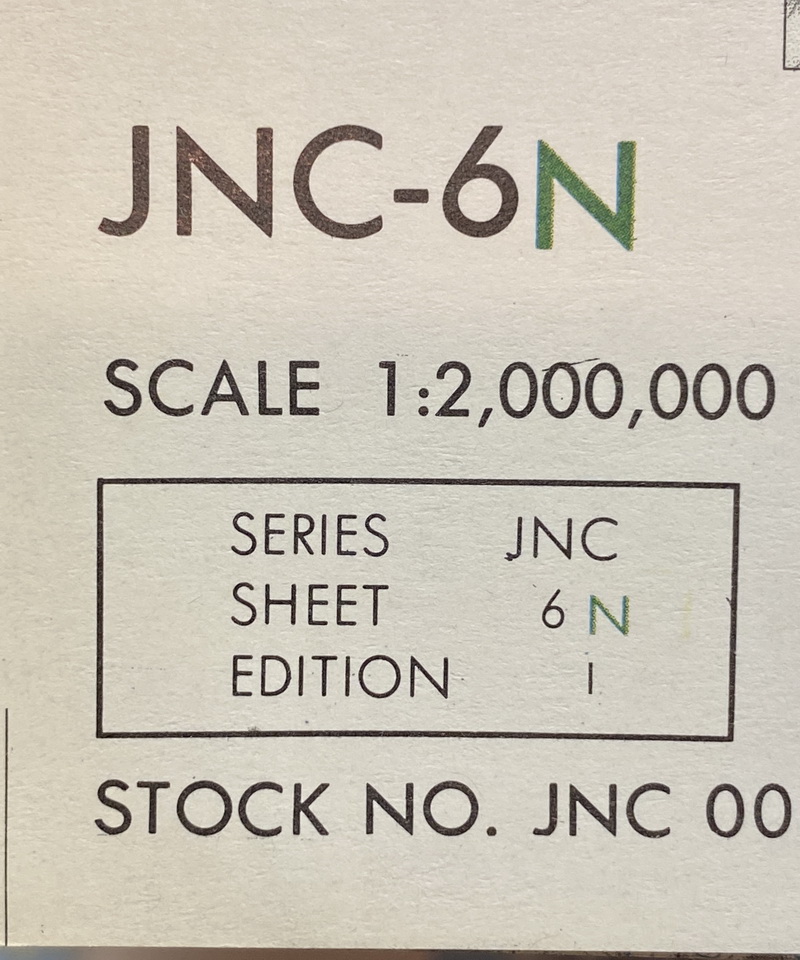 JNC-6N
SCALE 1:2,000,000
SERIES JNC
SHEET 6 N
EDITION 1
STOCK NO. JNC 00